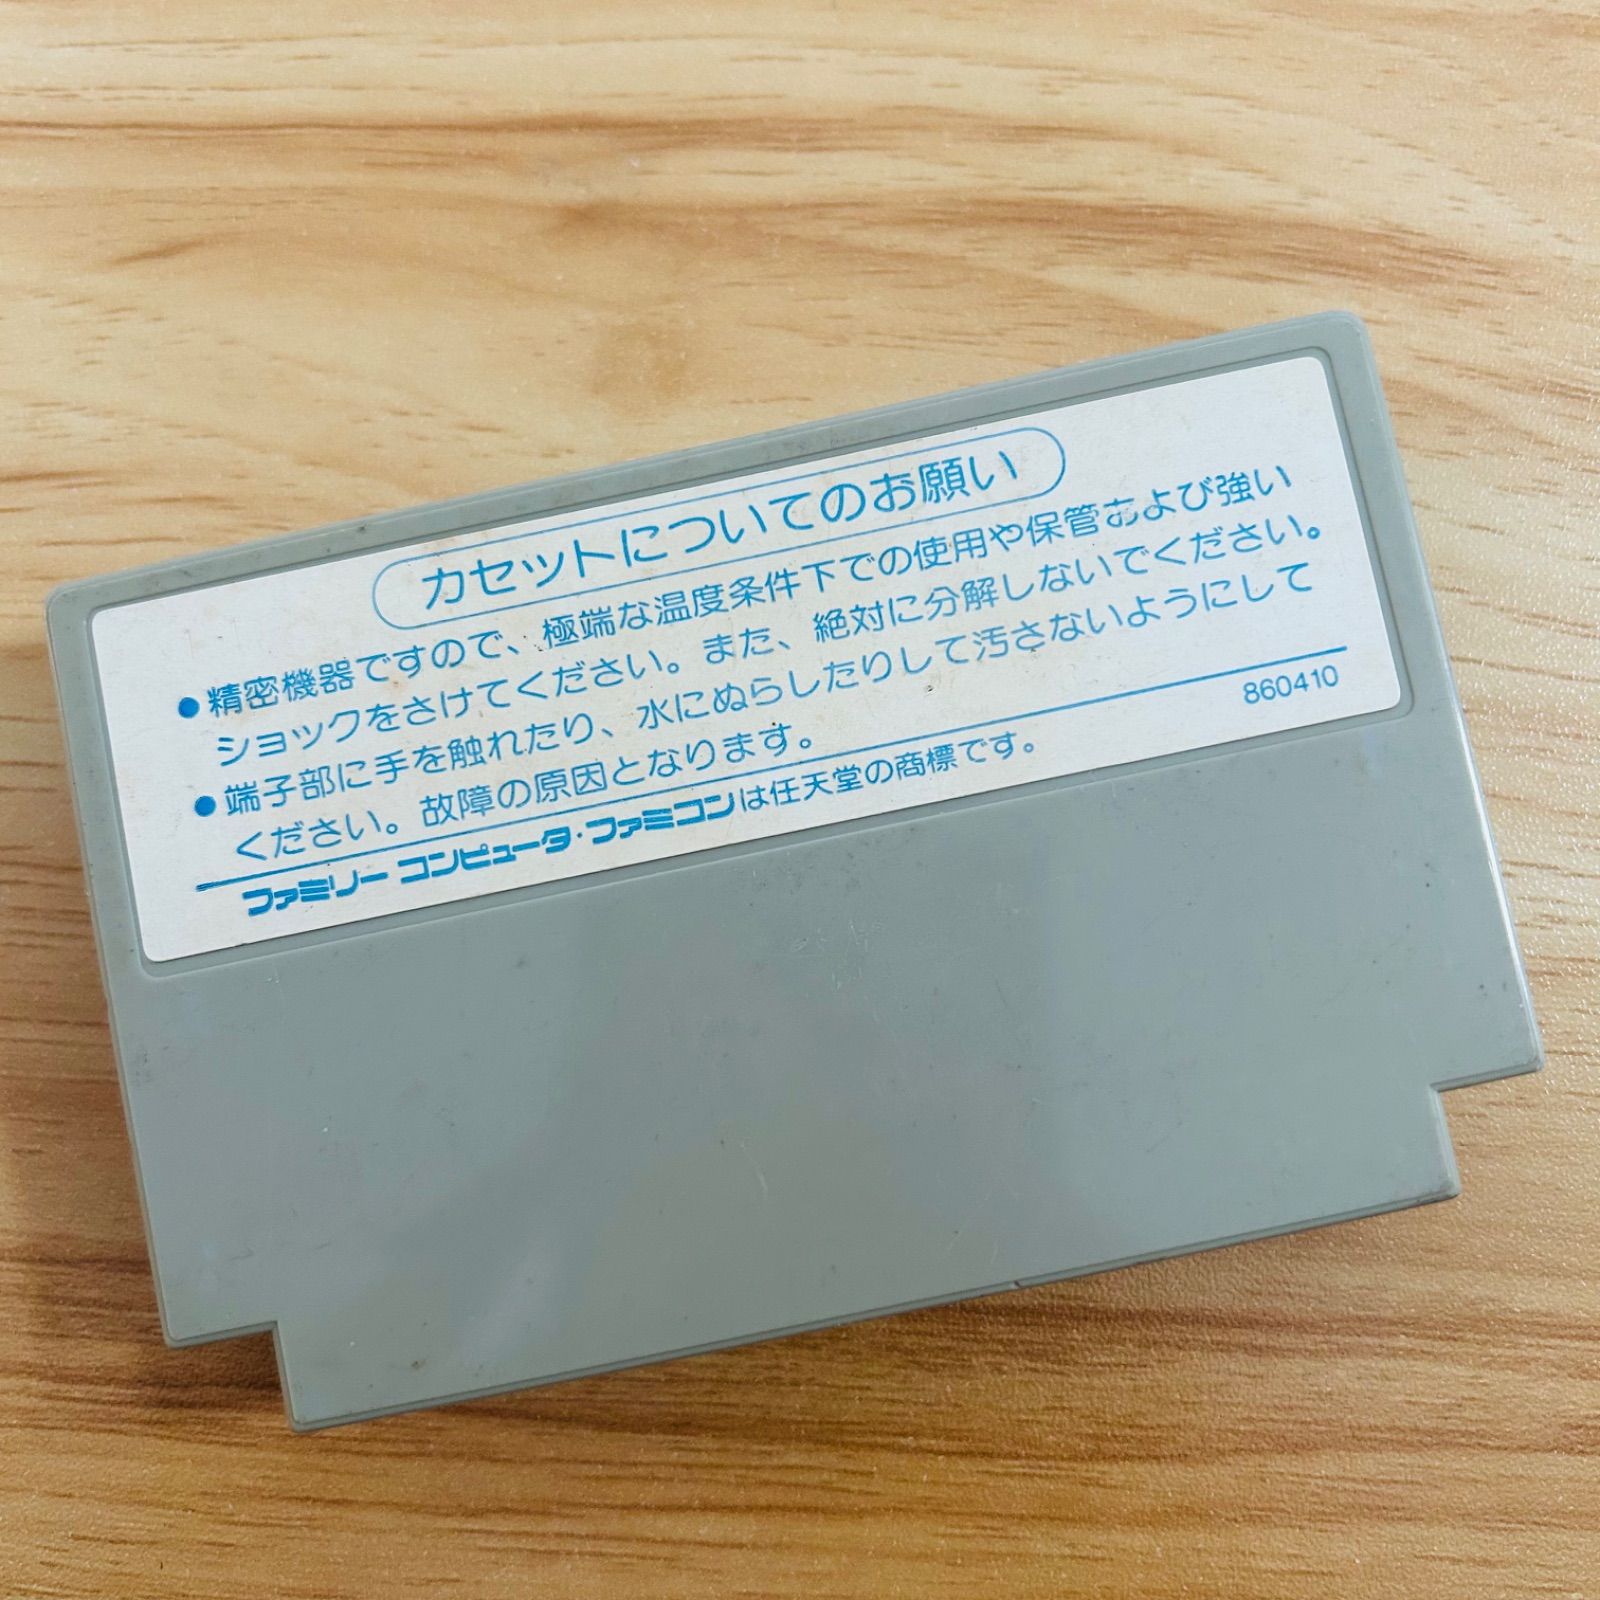 カセットについてのお願い
●精密機器ですので、極端な温度条件下での使用や保管および強い
ショックをさけてください。また、絶対に分解しないでください。
●端子部に手を触れたり、水にぬらしたりして汚さないようにして
ください。故障の原因となります。
860410
ファミリー コンピュータ・ファミコンは任天堂の商標です。